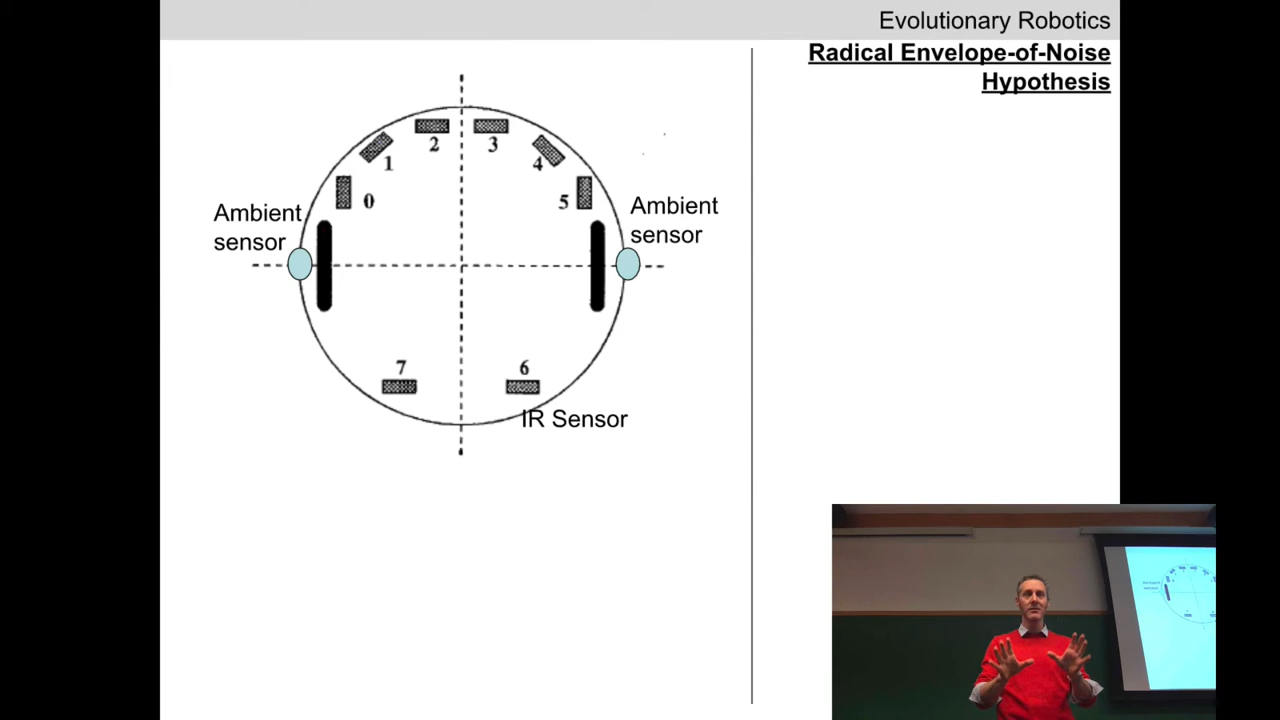 Evolutionary Robotics
Radical Envelope-of-Noise
Hypothesis
2
3
1
4
0
5
Ambient
sensor
Ambient
sensor
7
6
IR Sensor